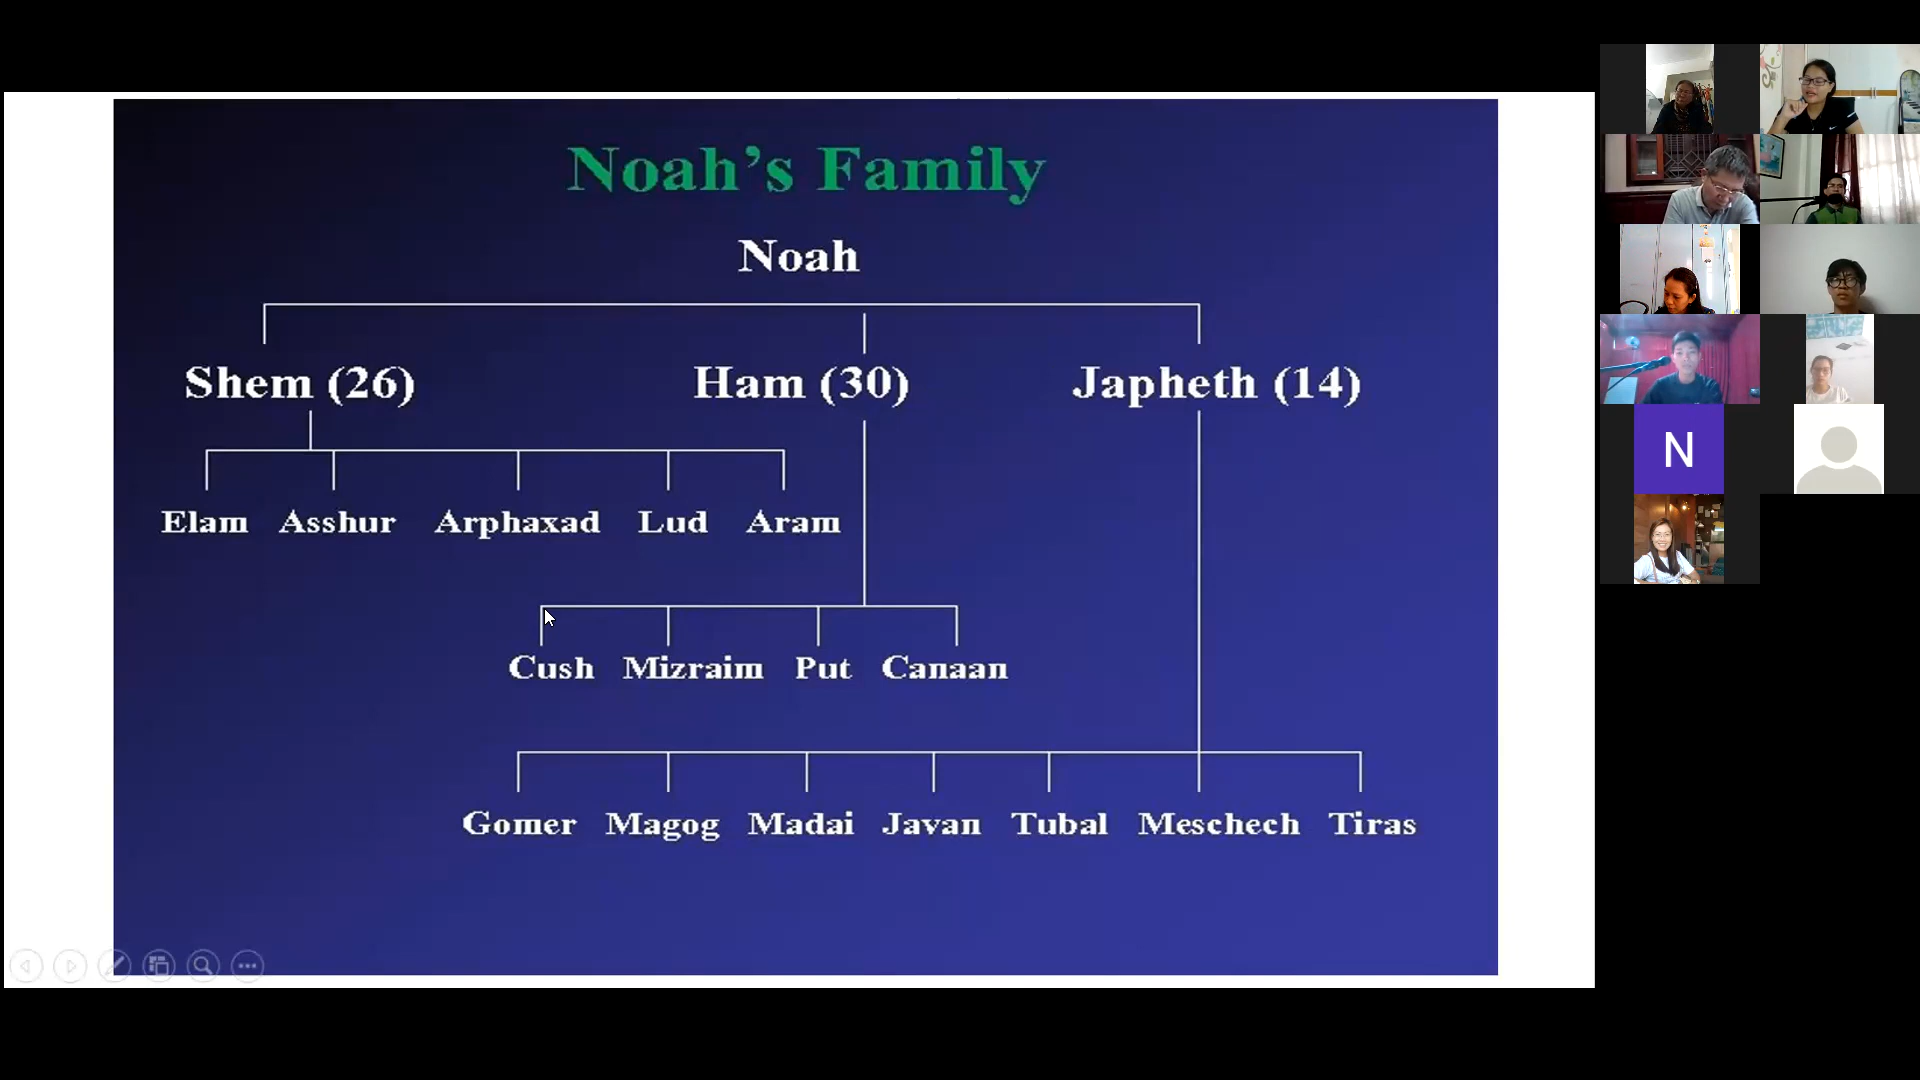 Noah's Family
Noah
Shem (26) Ham (30) Japheth (14)
Elam Asshur Arphaxad Lud Aram
Cush Mizraim Put Canaan
Gomer Magog Madai Javan Tubal Meschech Tiras
N